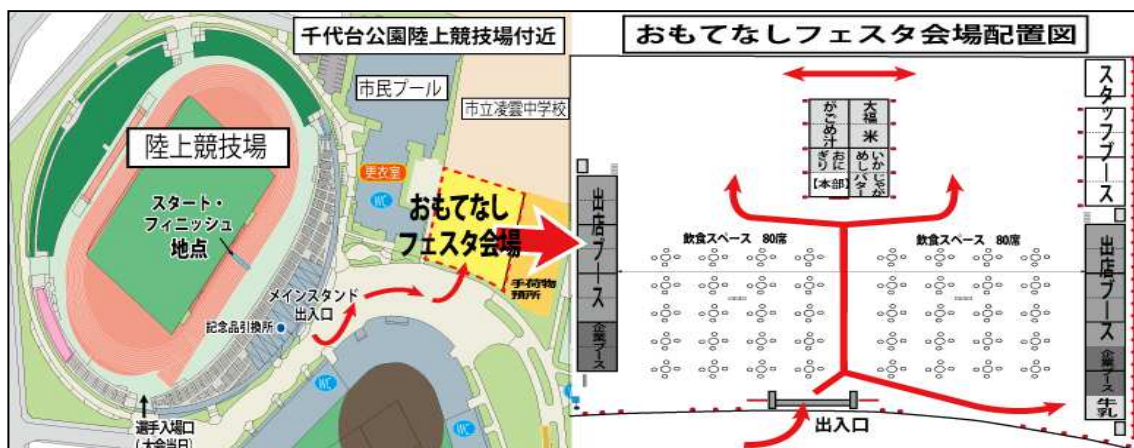 千代台公園陸上競技場付近
市民プール
市立凌雲中学校
陸上競技場
スタート・
フィニッシュ
地点
更衣室
WC
おもてなし
フェスタ会場
手荷物
預所
メインスタンド
出入口
記念品引換所
WC
WC
選手入場口
(大会当日)
おもてなしフェスタ会場配置図
スタッフブース
がごめ汁
大福
米
おにぎり
いかめし
【本部】
じゃがバター
出店ブース
企業ブース
飲食スペース 80席
飲食スペース 80席
出店ブース
企業ブース
牛乳
出入口